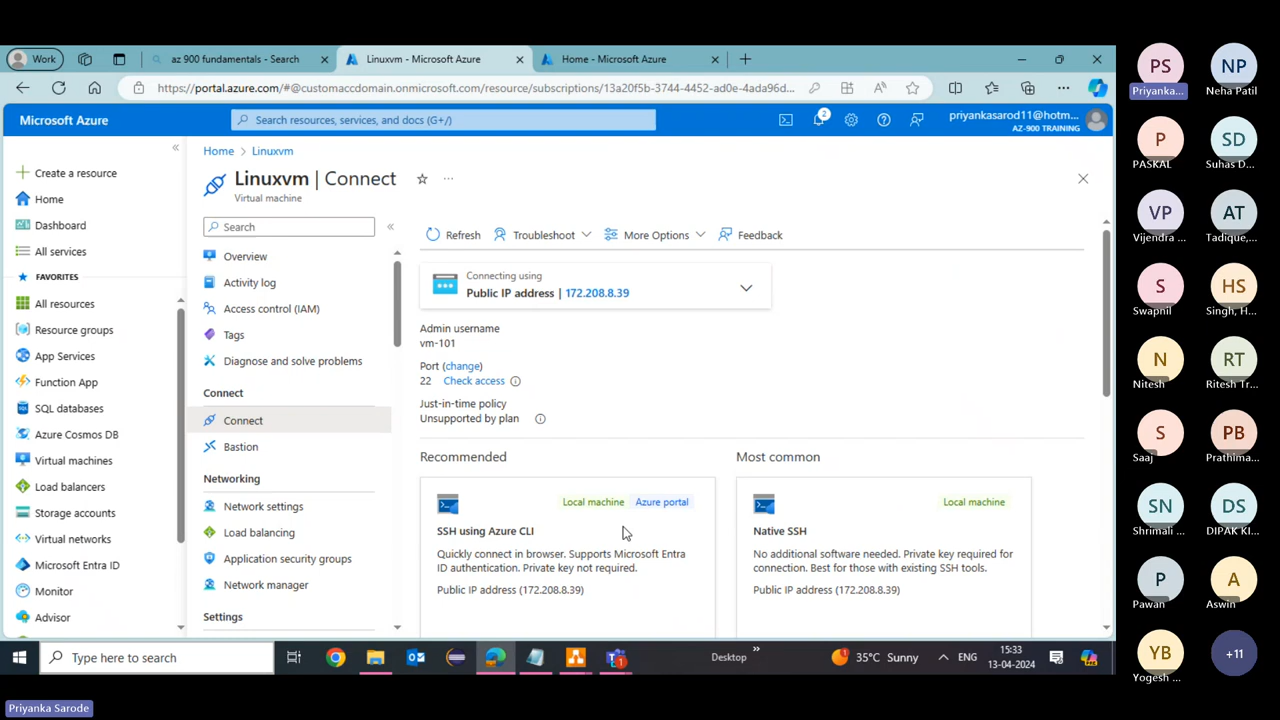 Work
az 900 fundamentals - Search
Linuxvm - Microsoft Azure
Home - Microsoft Azure
https://portal.azure.com/#@customaccdomain.onmicrosoft.com/resource/subscriptions/13a20f5b-3744-4452-ad0e-4ada96d...
Microsoft Azure
Search resources, services, and docs (G+/)
2
priyankasarod11@hotm...
AZ-900 TRAINING
Create a resource
Home
Dashboard
All services
FAVORITES
All resources
Resource groups
App Services
Function App
SQL databases
Azure Cosmos DB
Virtual machines
Load balancers
Storage accounts
Virtual networks
Microsoft Entra ID
Monitor
Advisor
Home > Linuxvm
Linuxvm | Connect
Virtual machine
Search
Overview
Activity log
Access control (IAM)
Tags
Diagnose and solve problems
Connect
Connect
Bastion
Networking
Network settings
Load balancing
Application security groups
Network manager
Settings
Refresh
Troubleshoot
More Options
Feedback
Connecting using
Public IP address | 172.208.8.39
Admin username
vm-101
Port (change)
22 Check access
Just-in-time policy
Unsupported by plan
Recommended
Local machine
Azure portal
SSH using Azure CLI
Quickly connect in browser. Supports Microsoft Entra
ID authentication. Private key not required.
Public IP address (172.208.8.39)
Most common
Local machine
Native SSH
No additional software needed. Private key required for
connection. Best for those with existing SSH tools.
Public IP address (172.208.8.39)
Type here to search
1
Desktop
35°C Sunny
ENG
15:33
13-04-2024
PS
Priyanka...
NP
Neha Patil
P
PASKAL
SD
Suhas D...
VP
Vijendra ...
AT
Tadique,...
S
Swapnil
HS
Singh, H...
N
Nitesh
RT
Ritesh Tr...
S
Saaj
PB
Prathima...
SN
Shrimali ...
DS
DIPAK KI...
P
Pawan
A
Aswin
YB
Yogesh ...
+11
Priyanka Sarode